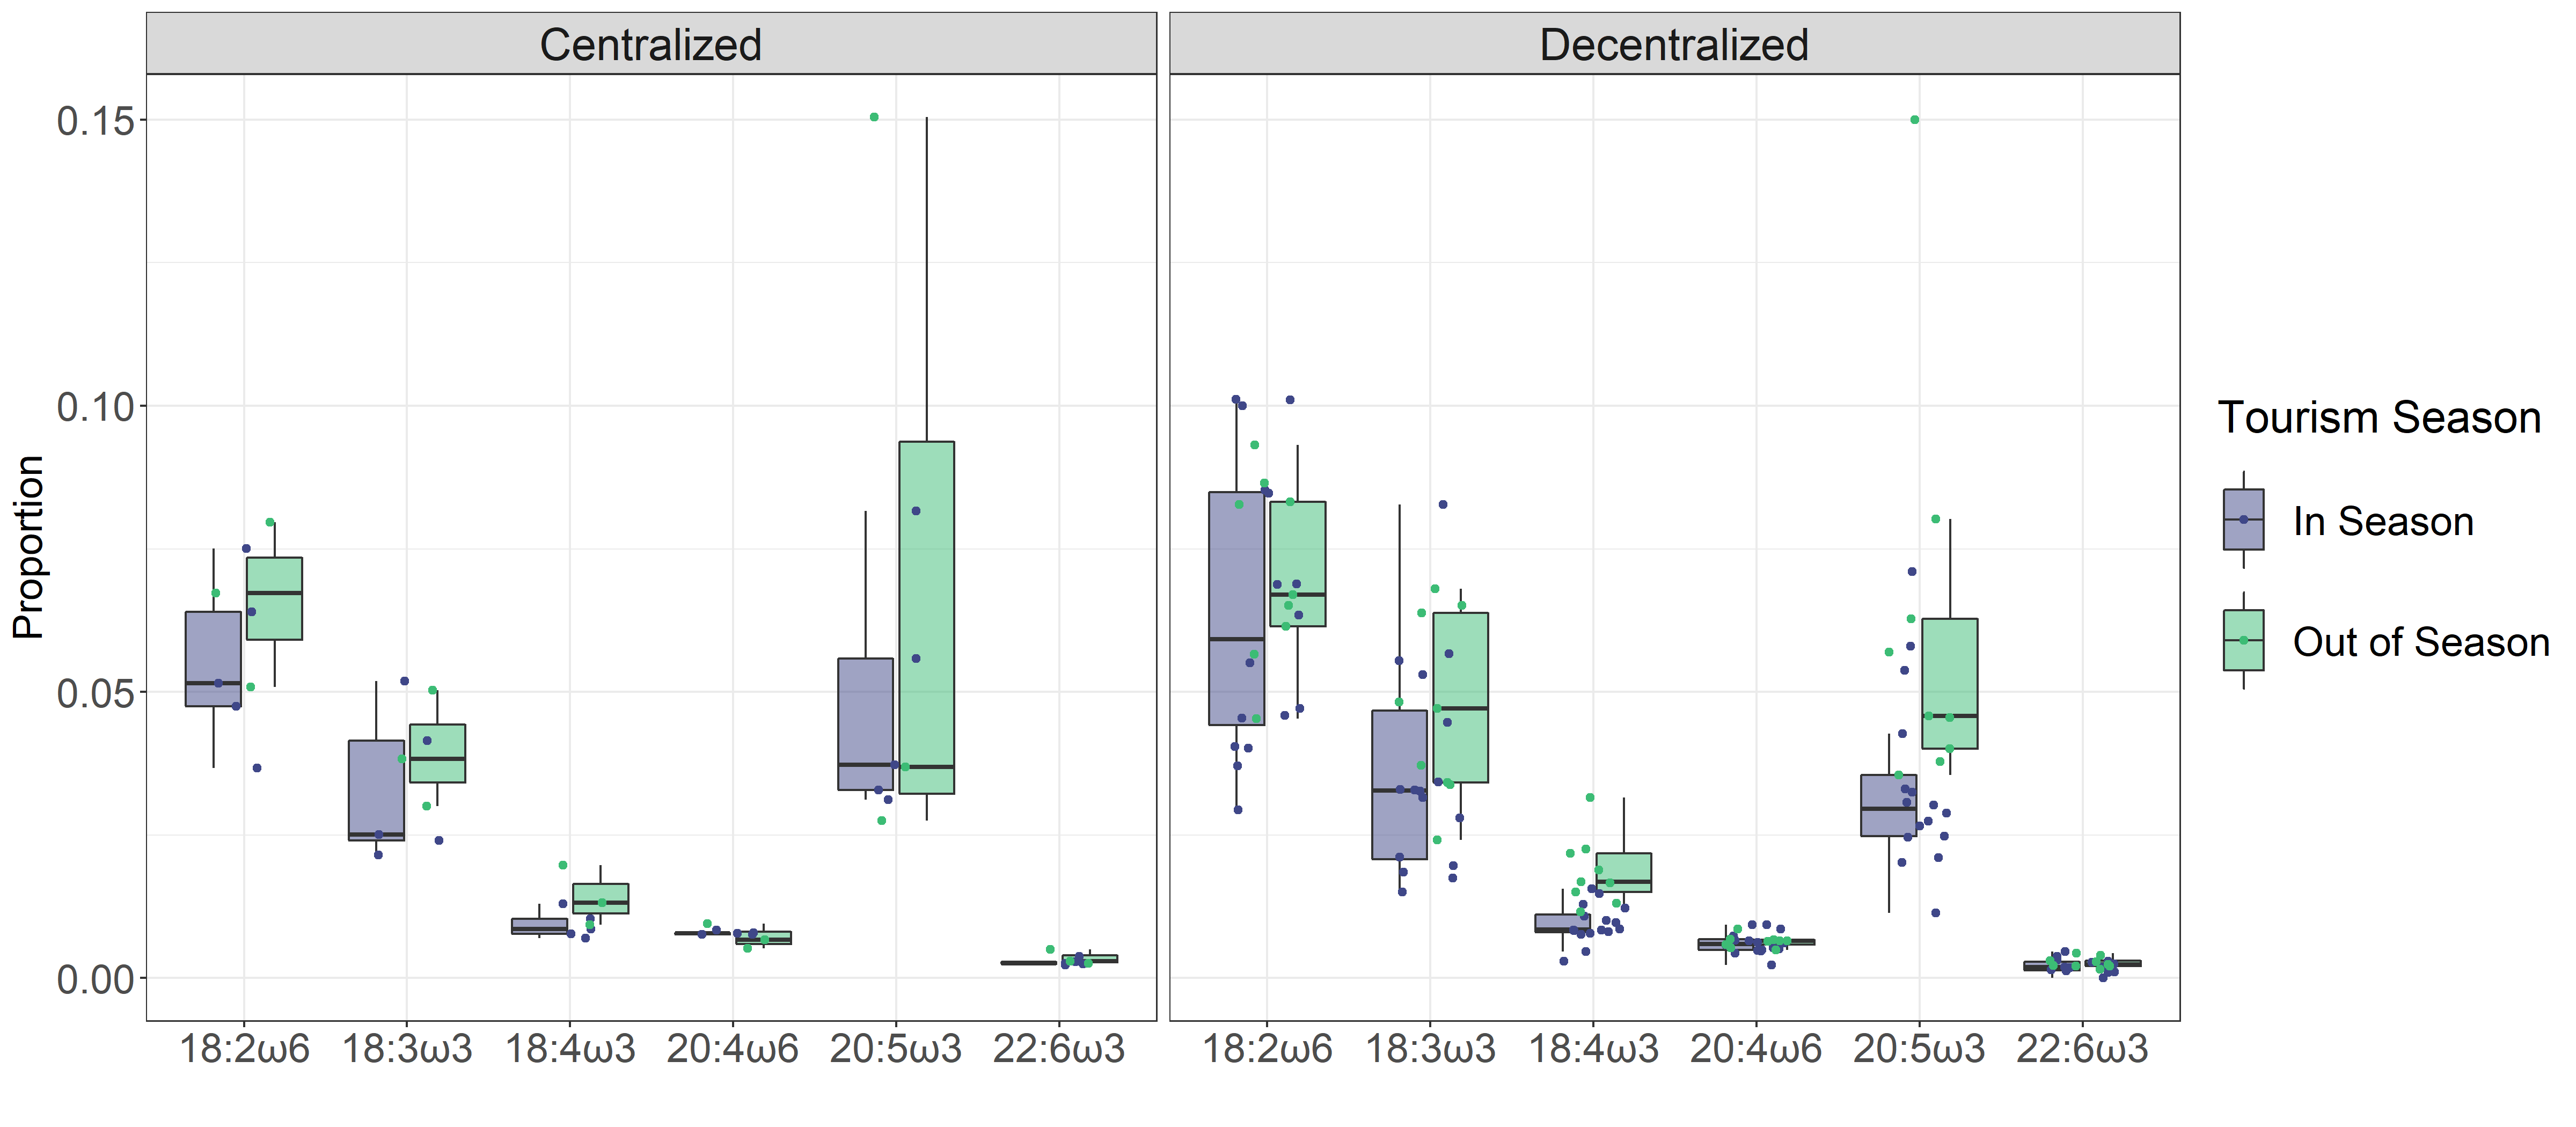 Centralized
Decentralized
Proportion
0.15
0.10
0.05
0.00
18:2ω6 18:3ω3 18:4ω3 20:4ω6 20:5ω3 22:6ω3
18:2ω6 18:3ω3 18:4ω3 20:4ω6 20:5ω3 22:6ω3
Tourism Season
In Season
Out of Season